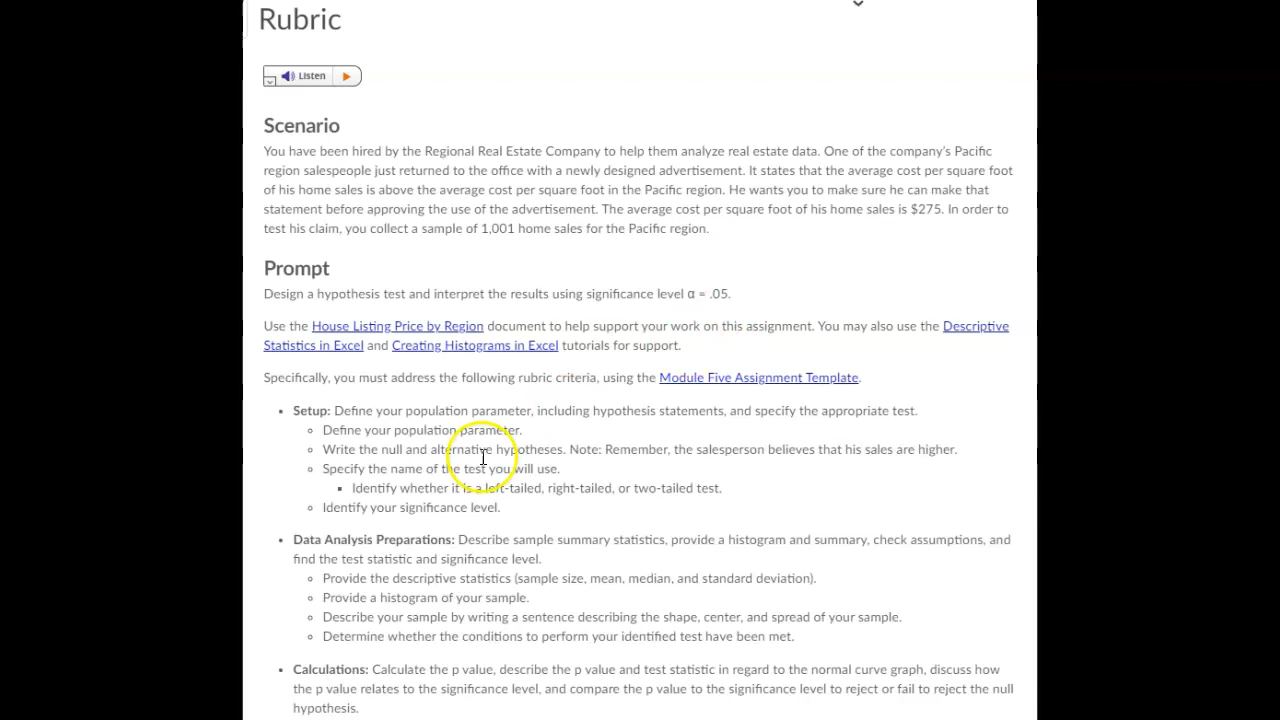 Rubric
Listen
Scenario
You have been hired by the Regional Real Estate Company to help them analyze real estate data. One of the company's Pacific
region salespeople just returned to the office with a newly designed advertisement. It states that the average cost per square foot
of his home sales is above the average cost per square foot in the Pacific region. He wants you to make sure he can make that
statement before approving the use of the advertisement. The average cost per square foot of his home sales is $275. In order to
test his claim, you collect a sample of 1,001 home sales for the Pacific region.
Prompt
Design a hypothesis test and interpret the results using significance level α = .05.
Use the House Listing Price by Region document to help support your work on this assignment. You may also use the Descriptive
Statistics in Excel and Creating Histograms in Excel tutorials for support.
Specifically, you must address the following rubric criteria, using the Module Five Assignment Template.
• Setup: Define your population parameter, including hypothesis statements, and specify the appropriate test.
◦ Define your population parameter.
◦ Write the null and alternative hypotheses. Note: Remember, the salesperson believes that his sales are higher.
◦ Specify the name of the test you will use.
▪ Identify whether it is a left-tailed, right-tailed, or two-tailed test.
◦ Identify your significance level.
• Data Analysis Preparations: Describe sample summary statistics, provide a histogram and summary, check assumptions, and
find the test statistic and significance level.
◦ Provide the descriptive statistics (sample size, mean, median, and standard deviation).
◦ Provide a histogram of your sample.
◦ Describe your sample by writing a sentence describing the shape, center, and spread of your sample.
◦ Determine whether the conditions to perform your identified test have been met.
• Calculations: Calculate the p value, describe the p value and test statistic in regard to the normal curve graph, discuss how
the p value relates to the significance level, and compare the p value to the significance level to reject or fail to reject the null
hypothesis.